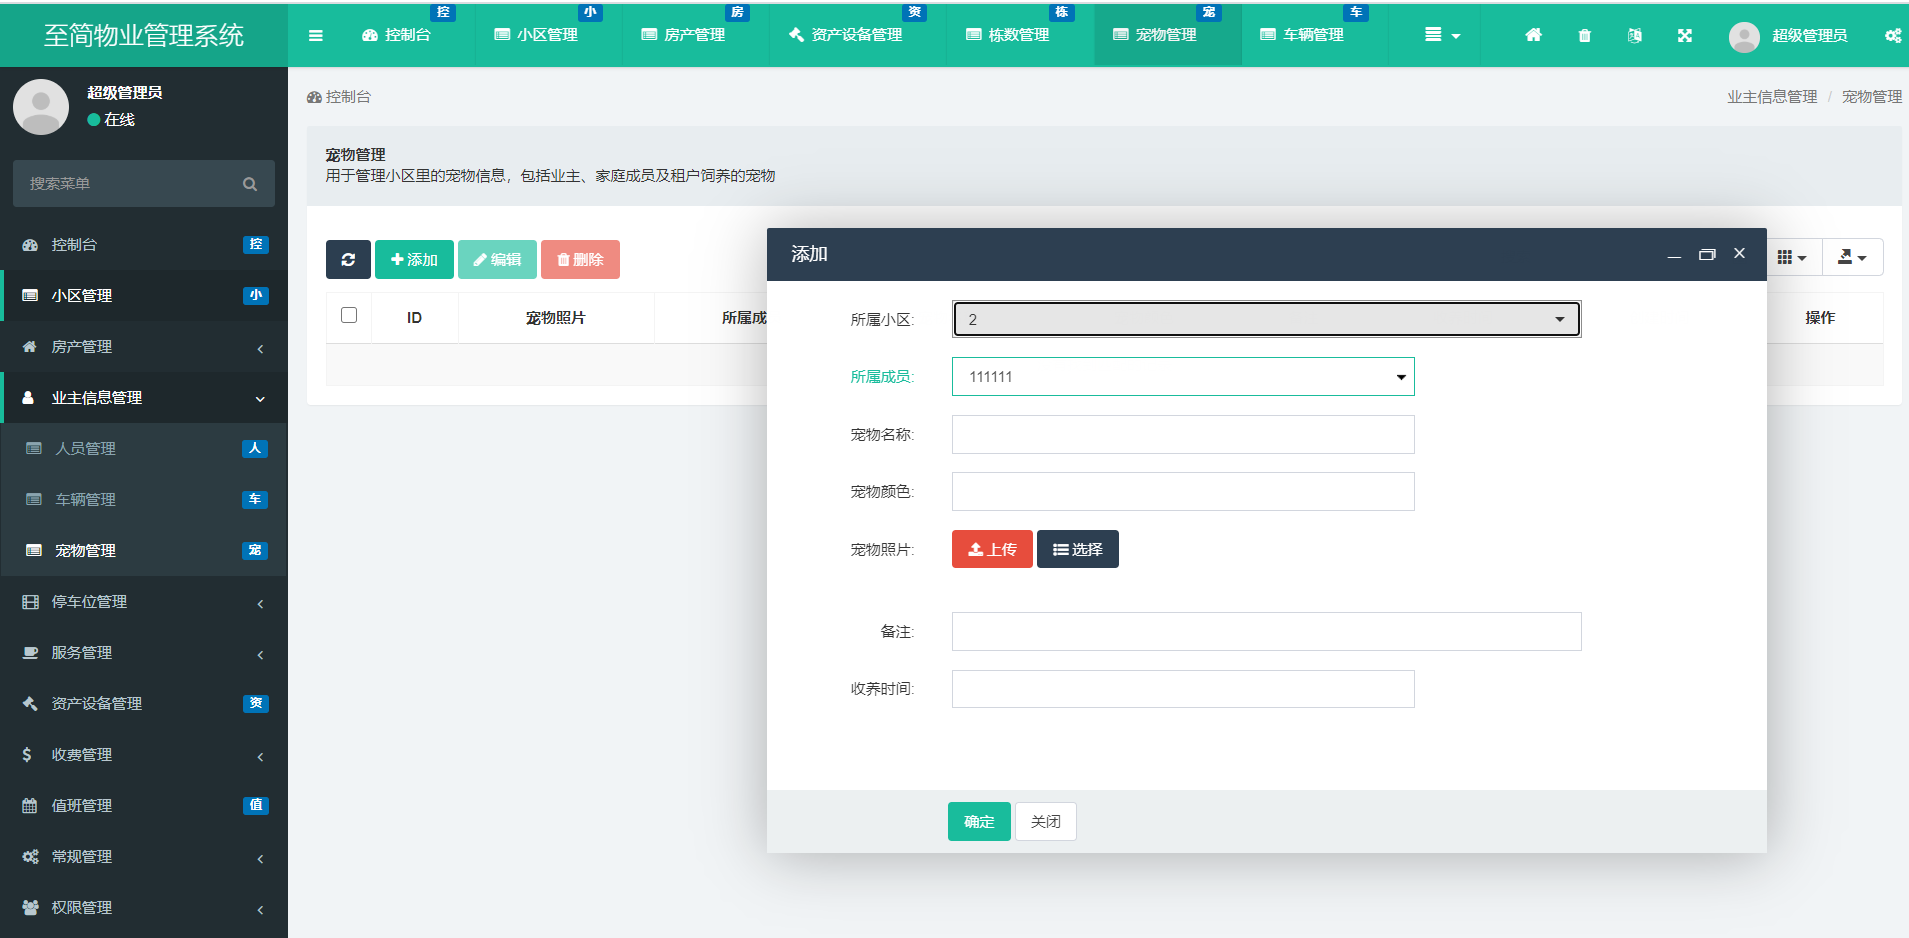 至简物业管理系统
控制台 控
小区管理 小
房产管理 房
资产设备管理 资
栋数管理 栋
宠物管理 宠
车辆管理 车
超级管理员
超级管理员
在线
搜索菜单
控制台 控
小区管理 小
房产管理
业主信息管理
人员管理 人
车辆管理 车
宠物管理 宠
停车位管理
服务管理
资产设备管理 资
收费管理
值班管理 值
常规管理
权限管理
控制台
业主信息管理 / 宠物管理
宠物管理
用于管理小区里的宠物信息，包括业主、家庭成员及租户饲养的宠物
添加 编辑 删除
ID 宠物照片 所属成 操作
添加
所属小区: 2
所属成员: 111111
宠物名称:
宠物颜色:
宠物照片: 上传 选择
备注:
收养时间:
确定 关闭